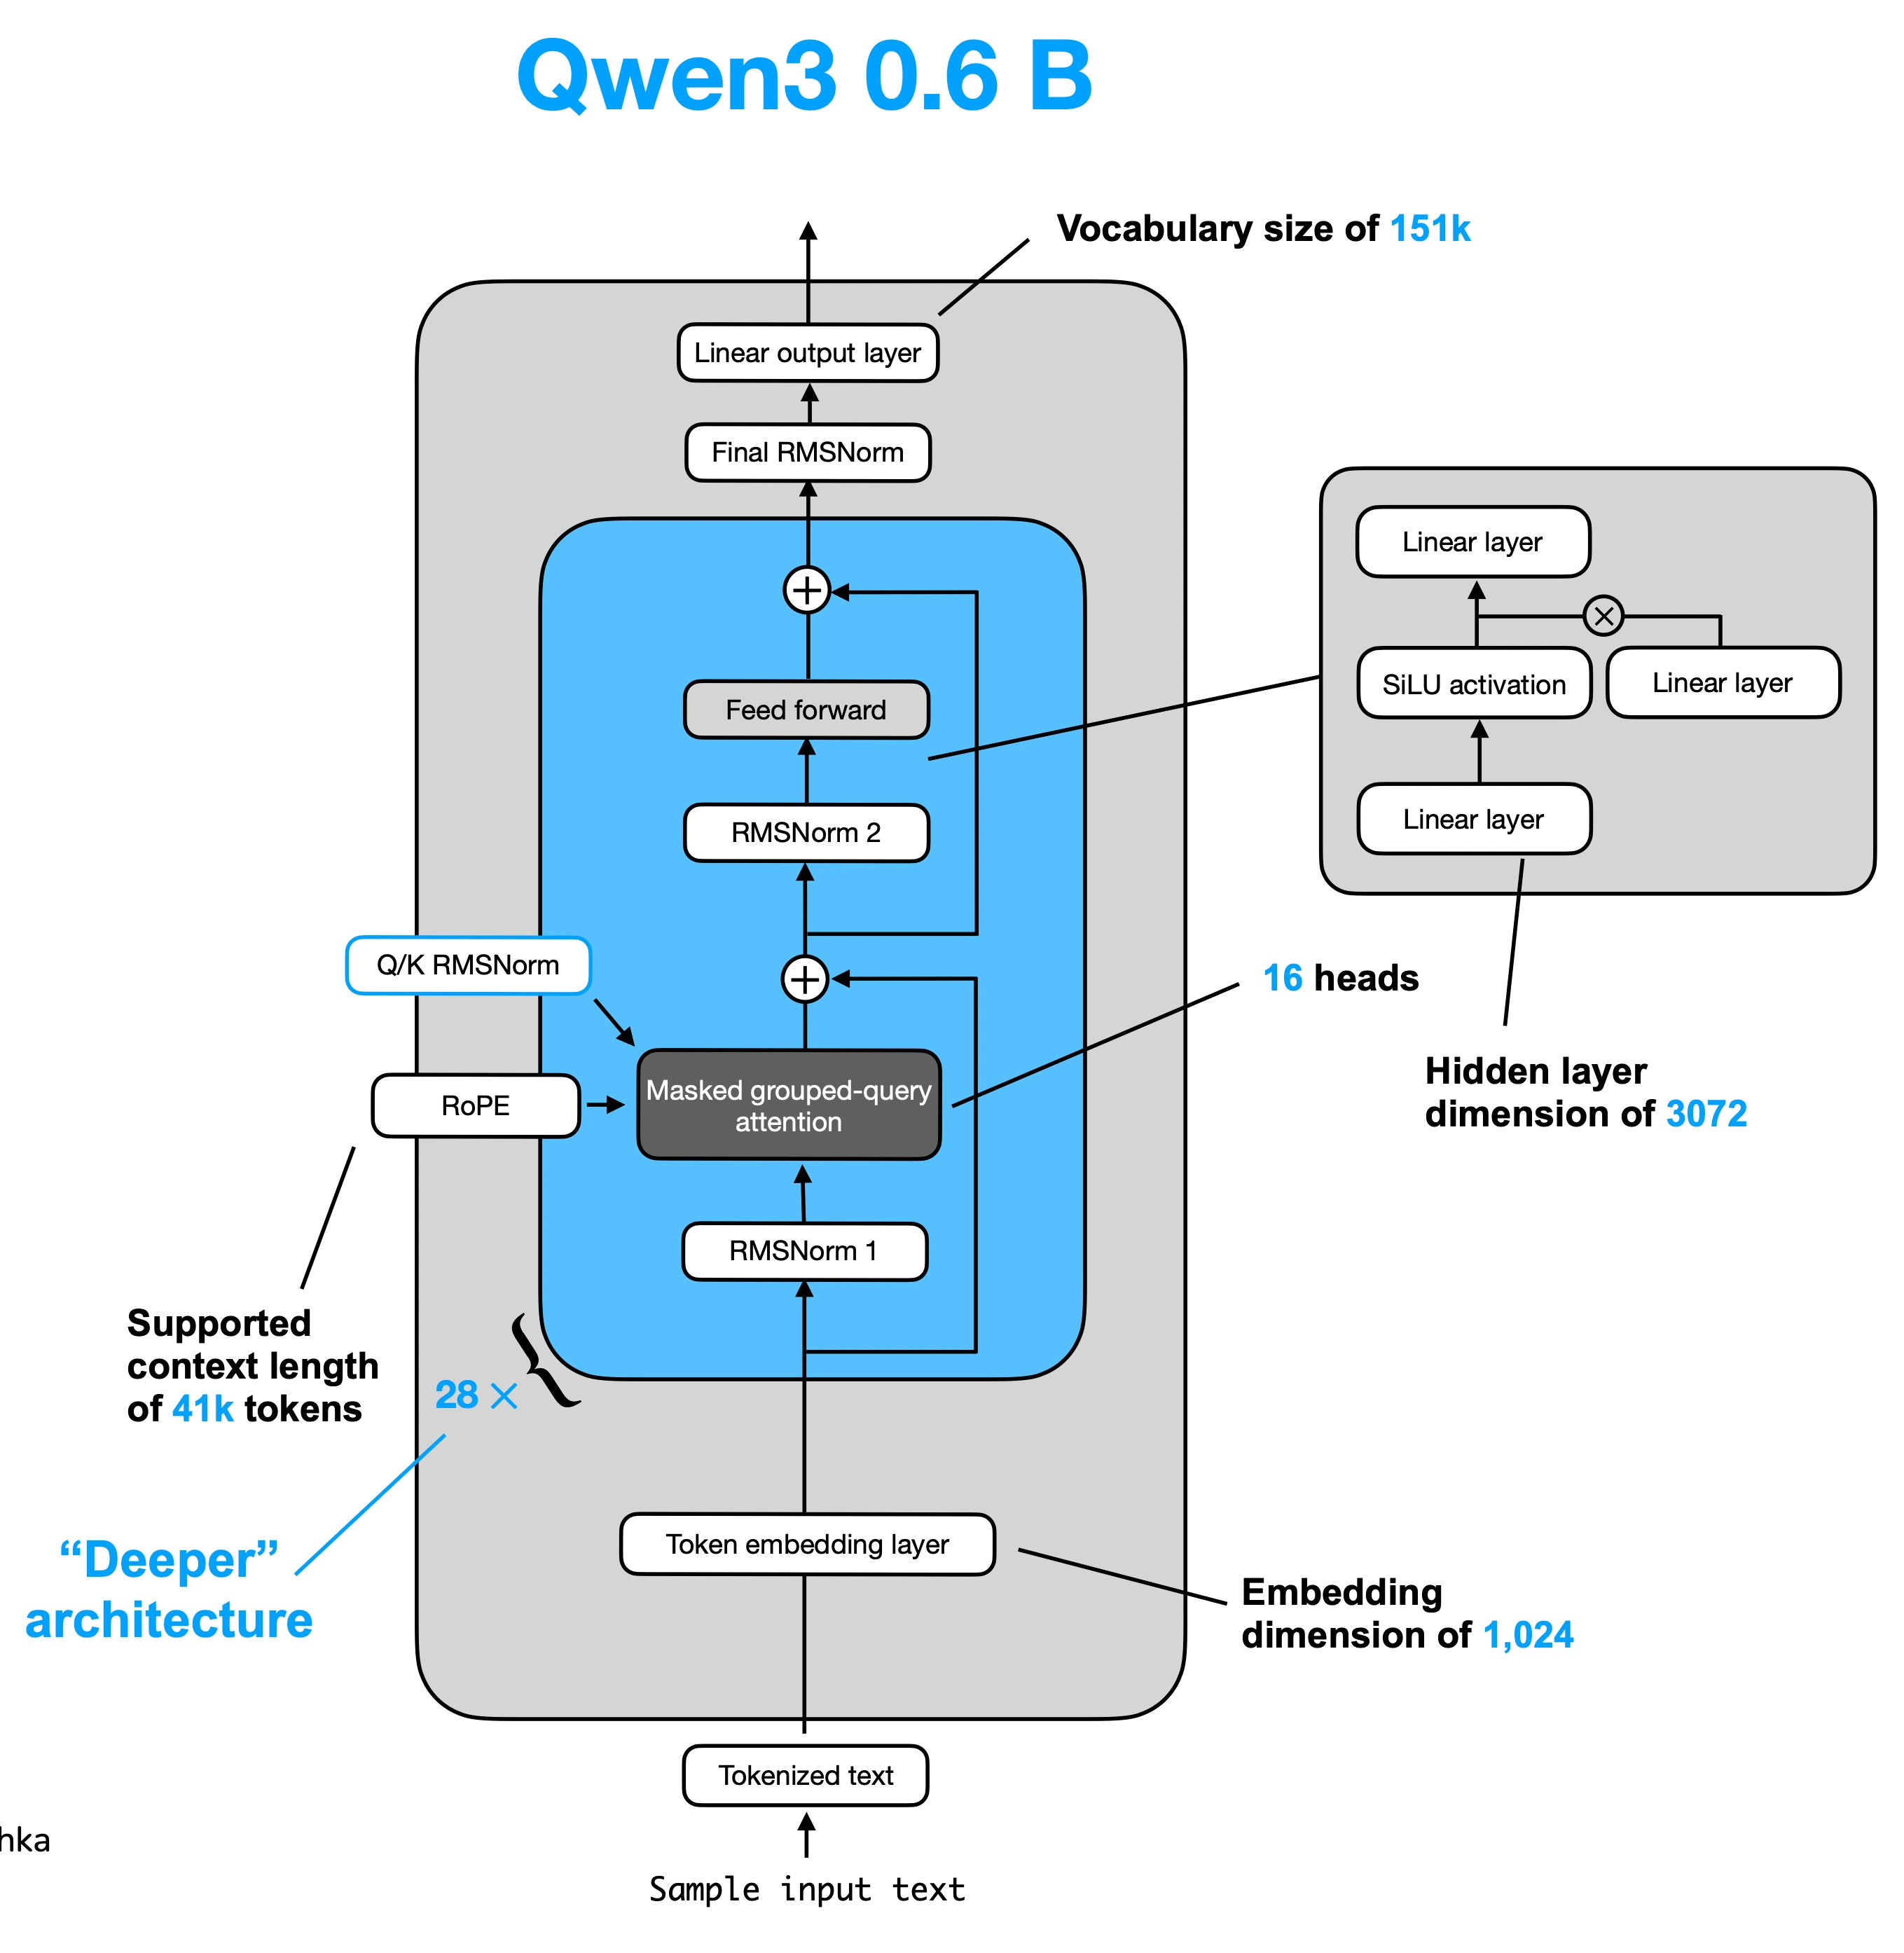 Qwen3 0.6 B
Vocabulary size of 151k
Linear output layer
Final RMSNorm
Linear layer
SiLU activation
Linear layer
Linear layer
Feed forward
RMSNorm 2
Q/K RMSNorm
16 heads
Hidden layer
dimension of 3072
Masked grouped-query
attention
RoPE
RMSNorm 1
Supported
context length
of 41k tokens
28 ×
“Deeper”
architecture
Token embedding layer
Embedding
dimension of 1,024
Tokenized text
hka
Sample input text